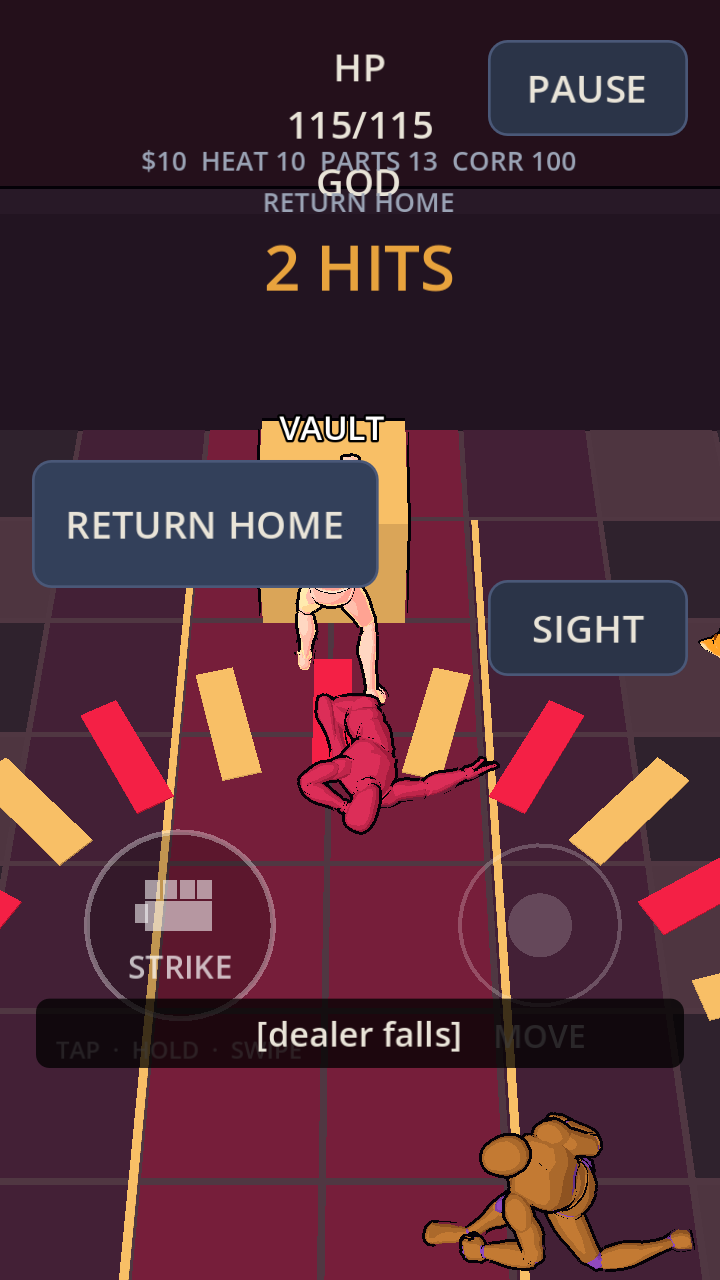 HP
PAUSE
115/115
$10 HEAT 10 PARTS 13 CORR 100
GOD
RETURN HOME
2 HITS
VAULT
RETURN HOME
SIGHT
STRIKE
[dealer falls]
MOVE
TAP · HOLD · SWIPE